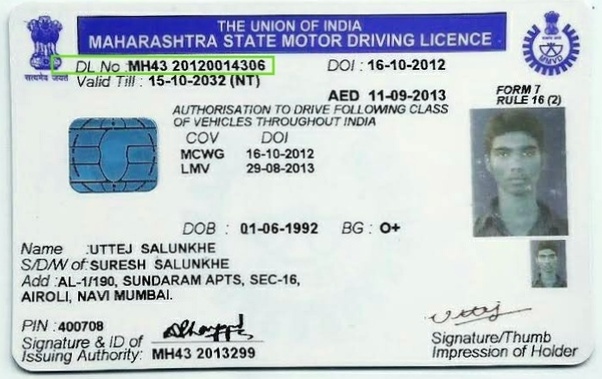 THE UNION OF INDIA
MAHARASHTRA STATE MOTOR DRIVING LICENCE
DL No : MH43 20120014306 DOI : 16-10-2012
सत्यमेव जयते
Valid Till : 15-10-2032 (NT)
AED 11-09-2013
FORM 7
RULE 16 (2)
AUTHORISATION TO DRIVE FOLLOWING CLASS
OF VEHICLES THROUGHOUT INDIA
COV DOI
MCWG 16-10-2012
LMV 29-08-2013
DOB : 01-06-1992 BG : O+
Name :UTTEJ SALUNKHE
S/D/W of:SURESH SALUNKHE
Add :AL-1/190, SUNDARAM APTS, SEC-16,
AIROLI, NAVI MUMBAI.
PIN :400708
Signature & ID of
Issuing Authority: MH43 2013299
Uttej
Signature/Thumb
Impression of Holder